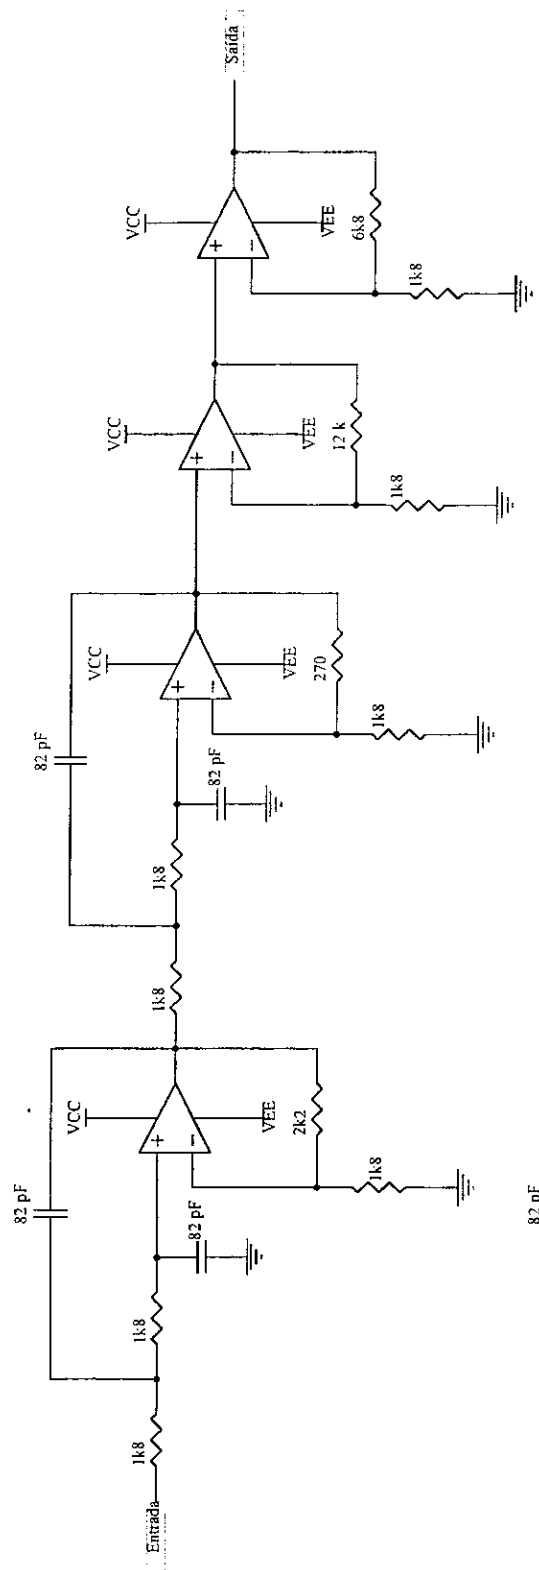 Entrada
1k8
1k8
82 pF
82 pF
VCC
VEE
2k2
1k8
1k8
1k8
82 pF
82 pF
VCC
VEE
270
1k8
VCC
VEE
12 k
1k8
VCC
VEE
6k8
1k8
Saída
82 pF